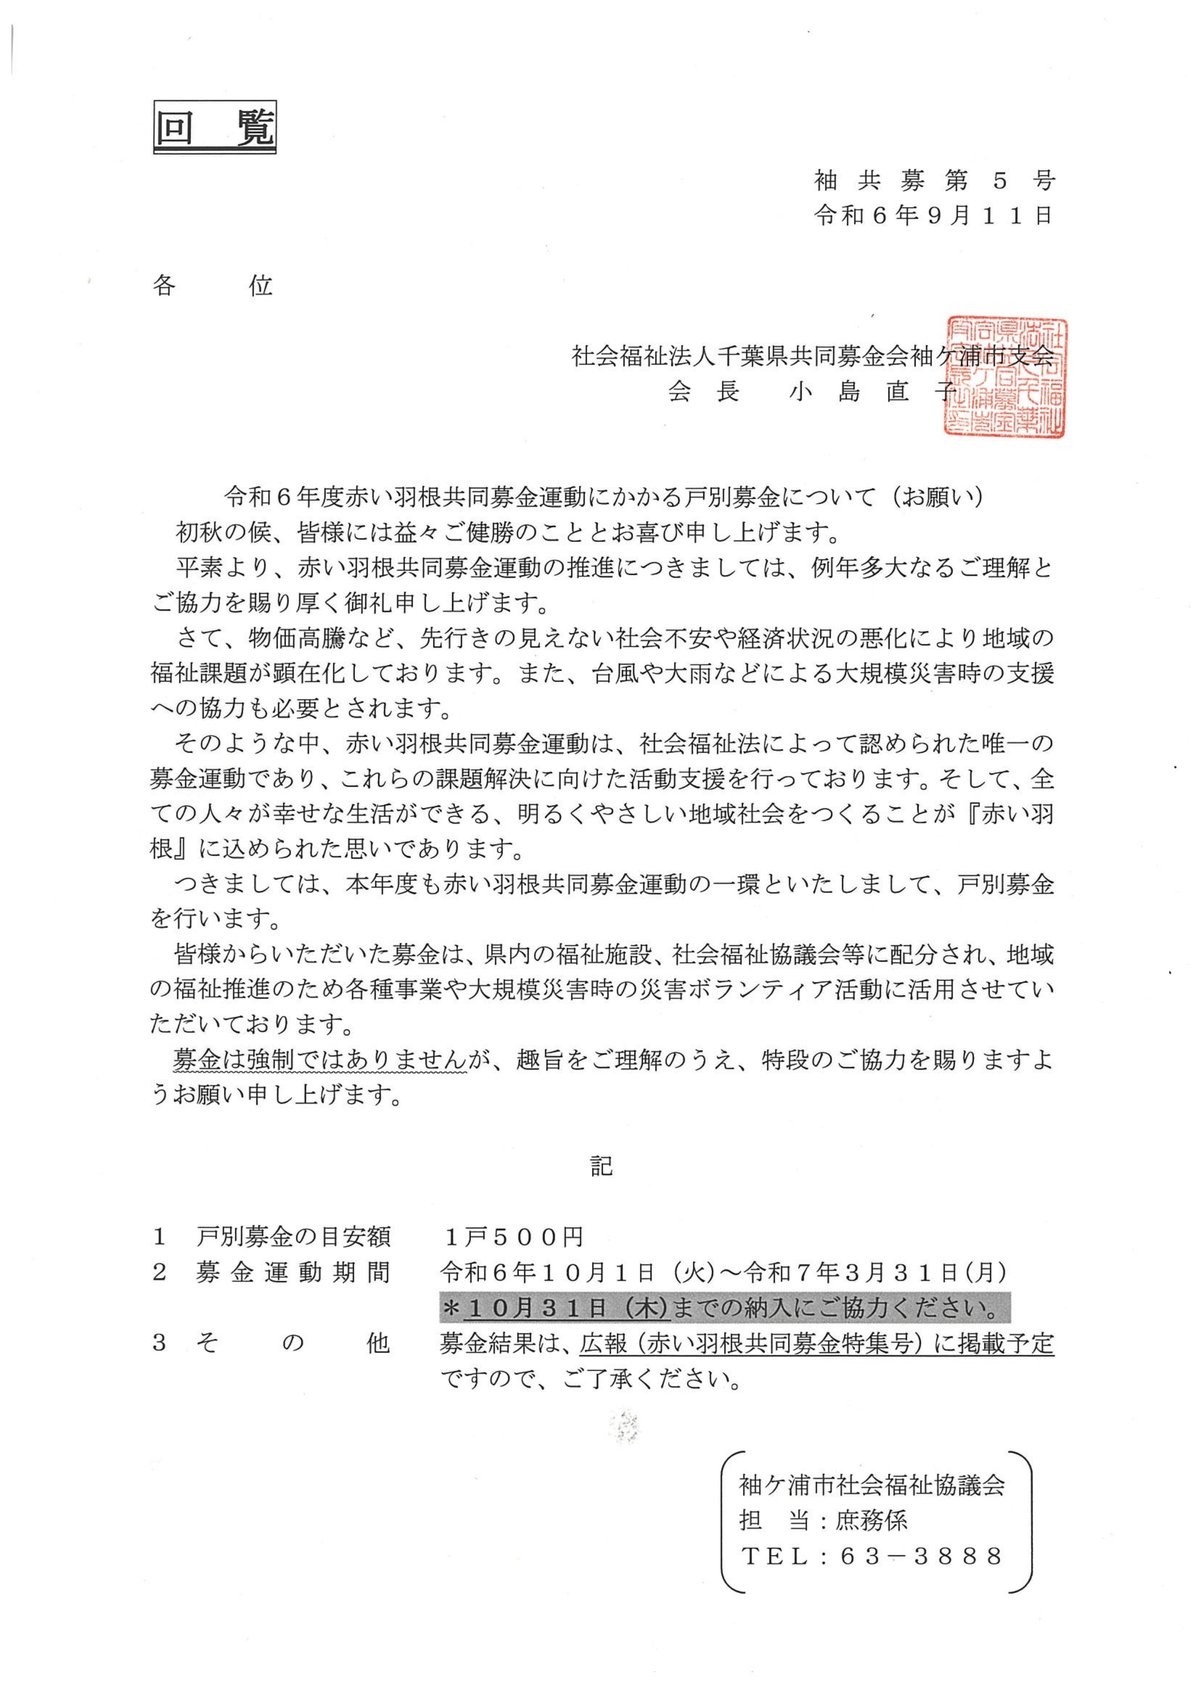 回　覧
袖共募第５号
令和６年９月１１日
各　　位
社会福祉法人千葉県共同募金会袖ケ浦市支会
会　長　　小　島　直　子
令和６年度赤い羽根共同募金運動にかかる戸別募金について（お願い）
初秋の候、皆様には益々ご健勝のこととお喜び申し上げます。
平素より、赤い羽根共同募金運動の推進につきましては、例年多大なるご理解と
ご協力を賜り厚く御礼申し上げます。
さて、物価高騰など、先行きの見えない社会不安や経済状況の悪化により地域の
福祉課題が顕在化しております。また、台風や大雨などによる大規模災害時の支援
への協力も必要とされます。
そのような中、赤い羽根共同募金運動は、社会福祉法によって認められた唯一の
募金運動であり、これらの課題解決に向けた活動支援を行っております。そして、全
ての人々が幸せな生活ができる、明るくやさしい地域社会をつくることが『赤い羽
根』に込められた思いであります。
つきましては、本年度も赤い羽根共同募金運動の一環といたしまして、戸別募金
を行います。
皆様からいただいた募金は、県内の福祉施設、社会福祉協議会等に配分され、地域
の福祉推進のため各種事業や大規模災害時の災害ボランティア活動に活用させてい
ただいております。
募金は強制ではありませんが、趣旨をご理解のうえ、特段のご協力を賜りますよ
うお願い申し上げます。
記
１　戸別募金の目安額　　１戸５００円
２　募金運動期間　　令和６年１０月１日（火）～令和７年３月３１日（月）
＊１０月３１日（木）までの納入にご協力ください。
３　その他　　募金結果は、広報（赤い羽根共同募金特集号）に掲載予定
ですので、ご了承ください。
袖ケ浦市社会福祉協議会
担　当：庶務係
ＴＥＬ：６３－３８８８